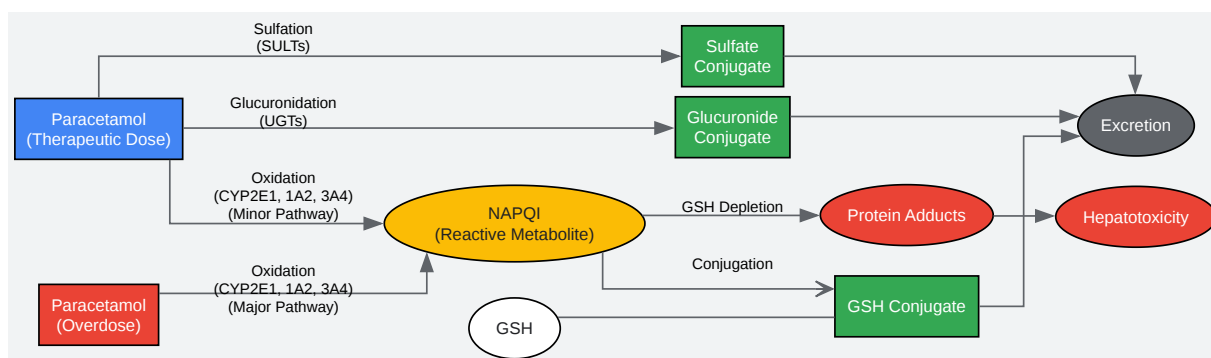 Sulfation
(SULTs)
Sulfate
Conjugate
Paracetamol
(Therapeutic Dose)
Glucuronidation
(UGTs)
Glucuronide
Conjugate
Excretion
Oxidation
(CYP2E1, 1A2, 3A4)
(Minor Pathway)
NAPQI
(Reactive Metabolite)
GSH Depletion
Protein Adducts
Hepatotoxicity
Paracetamol
(Overdose)
Oxidation
(CYP2E1, 1A2, 3A4)
(Major Pathway)
Conjugation
GSH
GSH Conjugate